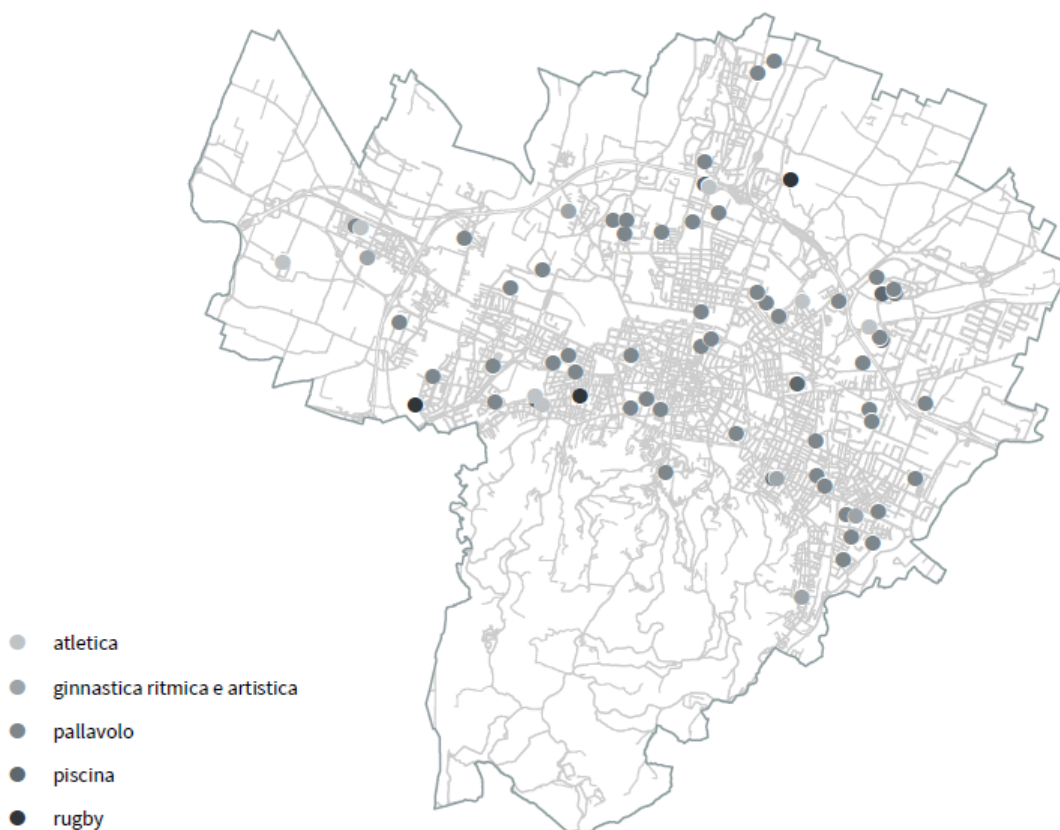 atletica
ginnastica ritmica e artistica
pallavolo
piscina
rugby